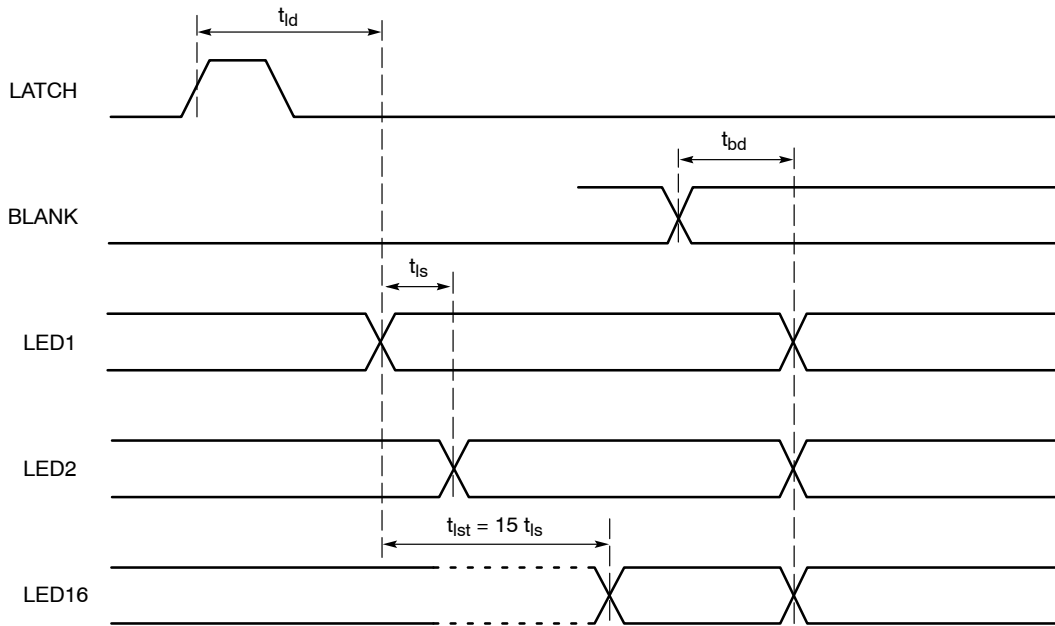 t_ld
LATCH
t_bd
BLANK
t_ls
LED1
LED2
t_lst = 15 t_ls
LED16